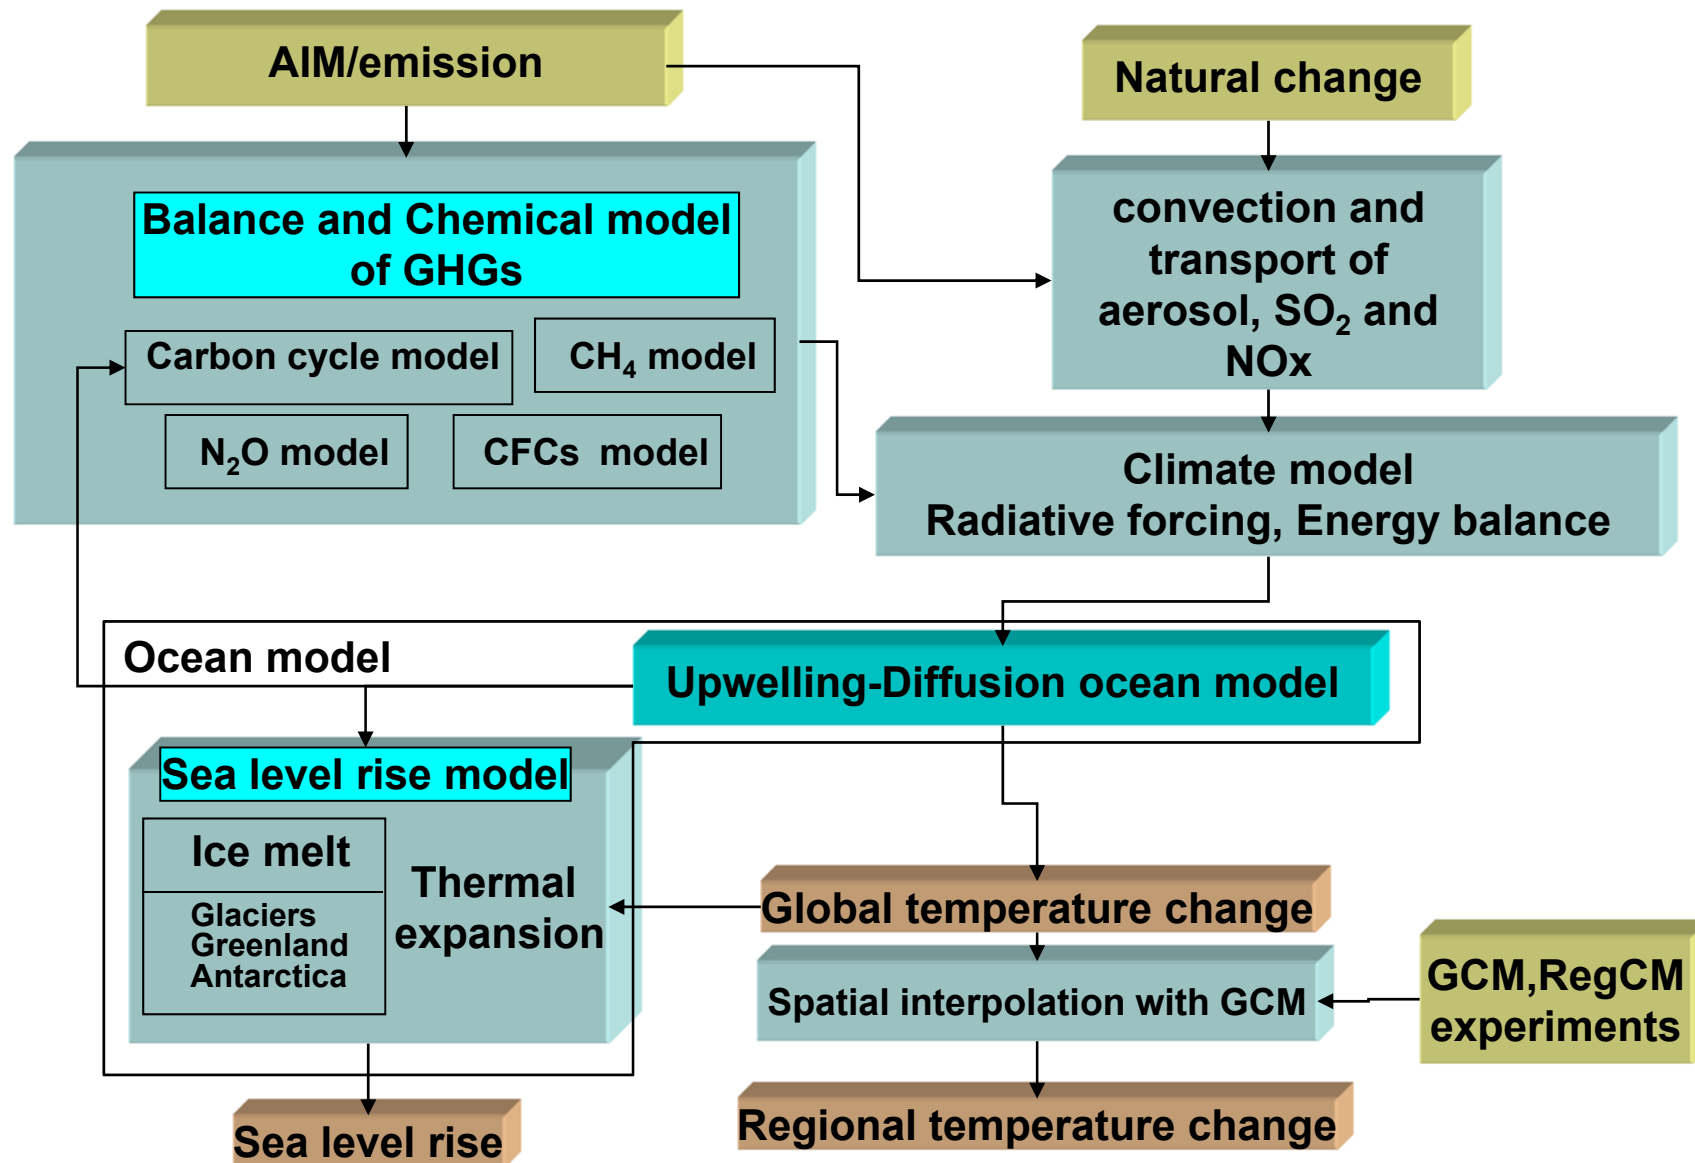 AIM/emission
Natural change
Balance and Chemical model
of GHGs
Carbon cycle model
CH₄ model
N₂O model
CFCs model
convection and
transport of
aerosol, SO₂ and
NOx
Climate model
Radiative forcing, Energy balance
Ocean model
Upwelling-Diffusion ocean model
Sea level rise model
Ice melt
Glaciers
Greenland
Antarctica
Thermal
expansion
Global temperature change
Spatial interpolation with GCM
GCM,RegCM
experiments
Regional temperature change
Sea level rise